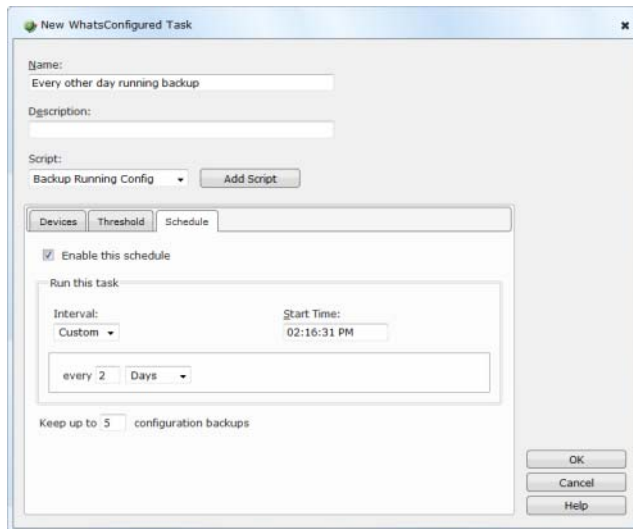 New WhatsConfigured Task
Name:
Every other day running backup
Description:
Script:
Backup Running Config
Add Script
Devices Threshold Schedule
Enable this schedule
Run this task
Interval: Start Time:
Custom 02:16:31 PM
every 2 Days
Keep up to 5 configuration backups
OK
Cancel
Help